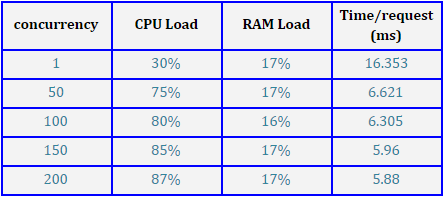 concurrency CPU Load RAM Load Time/request (ms)
1 30% 17% 16.353
50 75% 17% 6.621
100 80% 16% 6.305
150 85% 17% 5.96
200 87% 17% 5.88